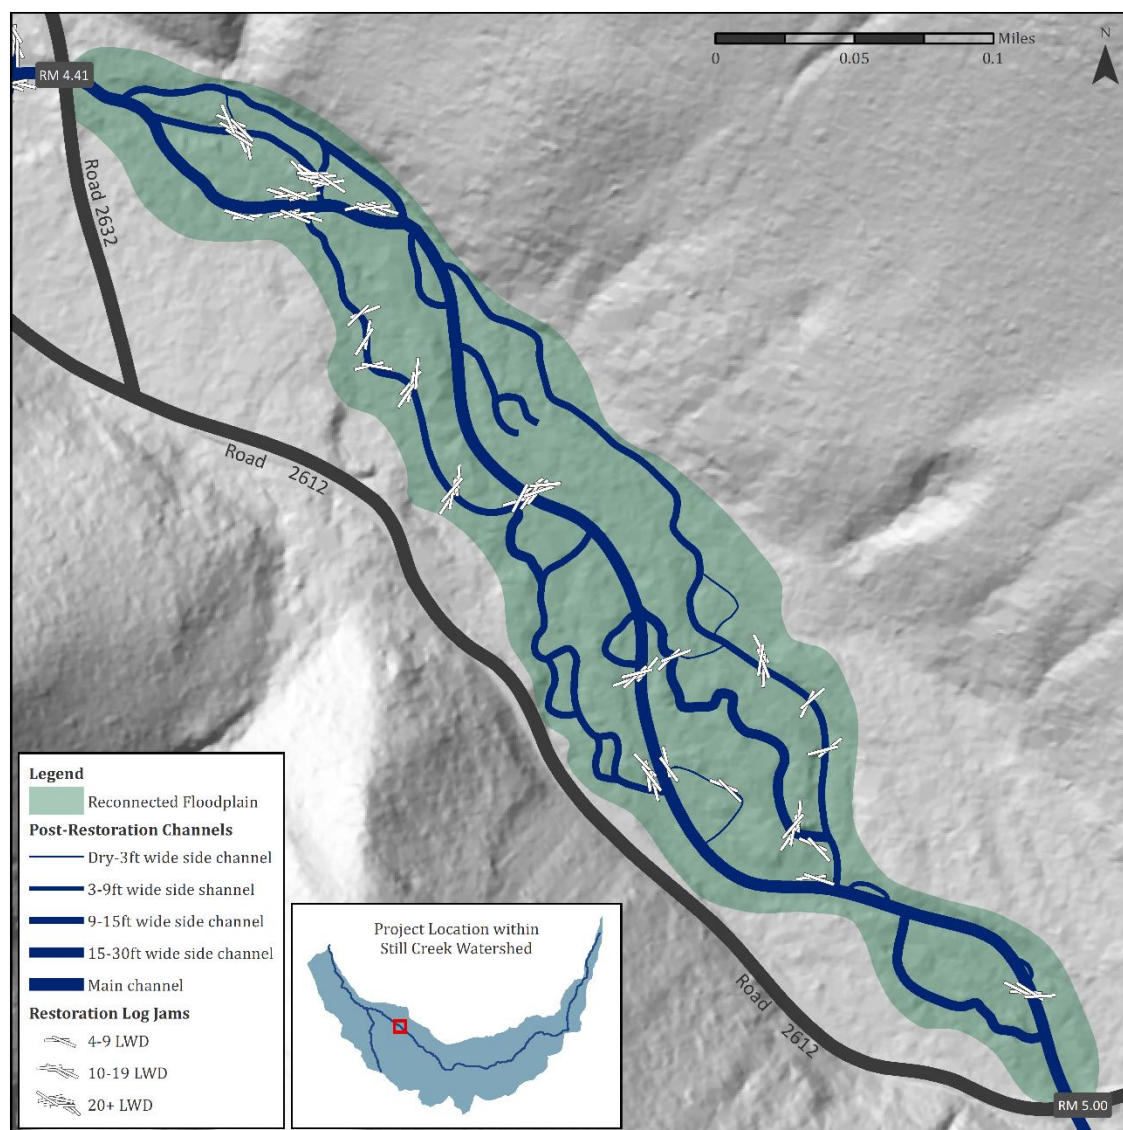 N
Miles
0 0.05 0.1
RM 4.41
Road 2632
Road 2612
Road 2612
RM 5.00
Legend
Reconnected Floodplain
Post-Restoration Channels
Dry-3ft wide side channel
3-9ft wide side shannel
9-15ft wide side channel
15-30ft wide side channel
Main channel
Restoration Log Jams
4-9 LWD
10-19 LWD
20+ LWD
Project Location within
Still Creek Watershed